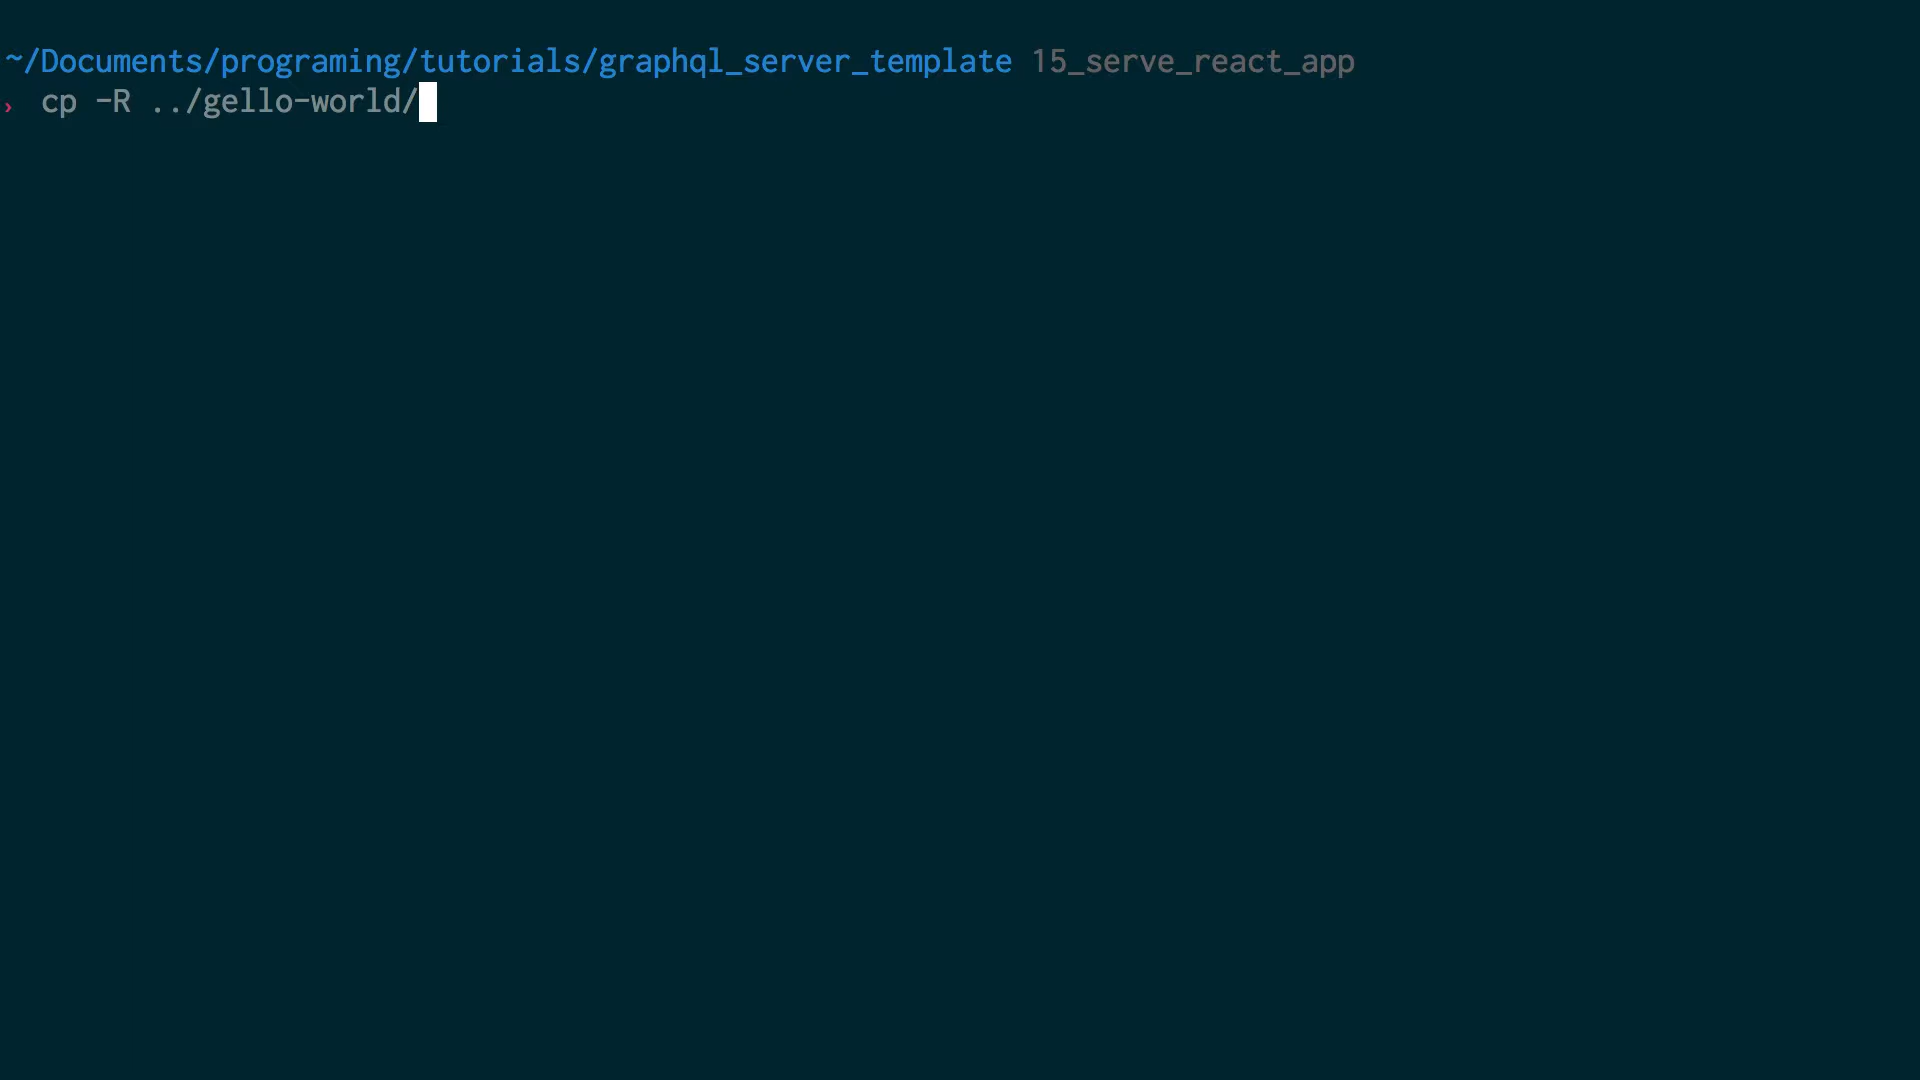 ~/Documents/programing/tutorials/graphql_server_template 15_serve_react_app
› cp -R ../gello-world/